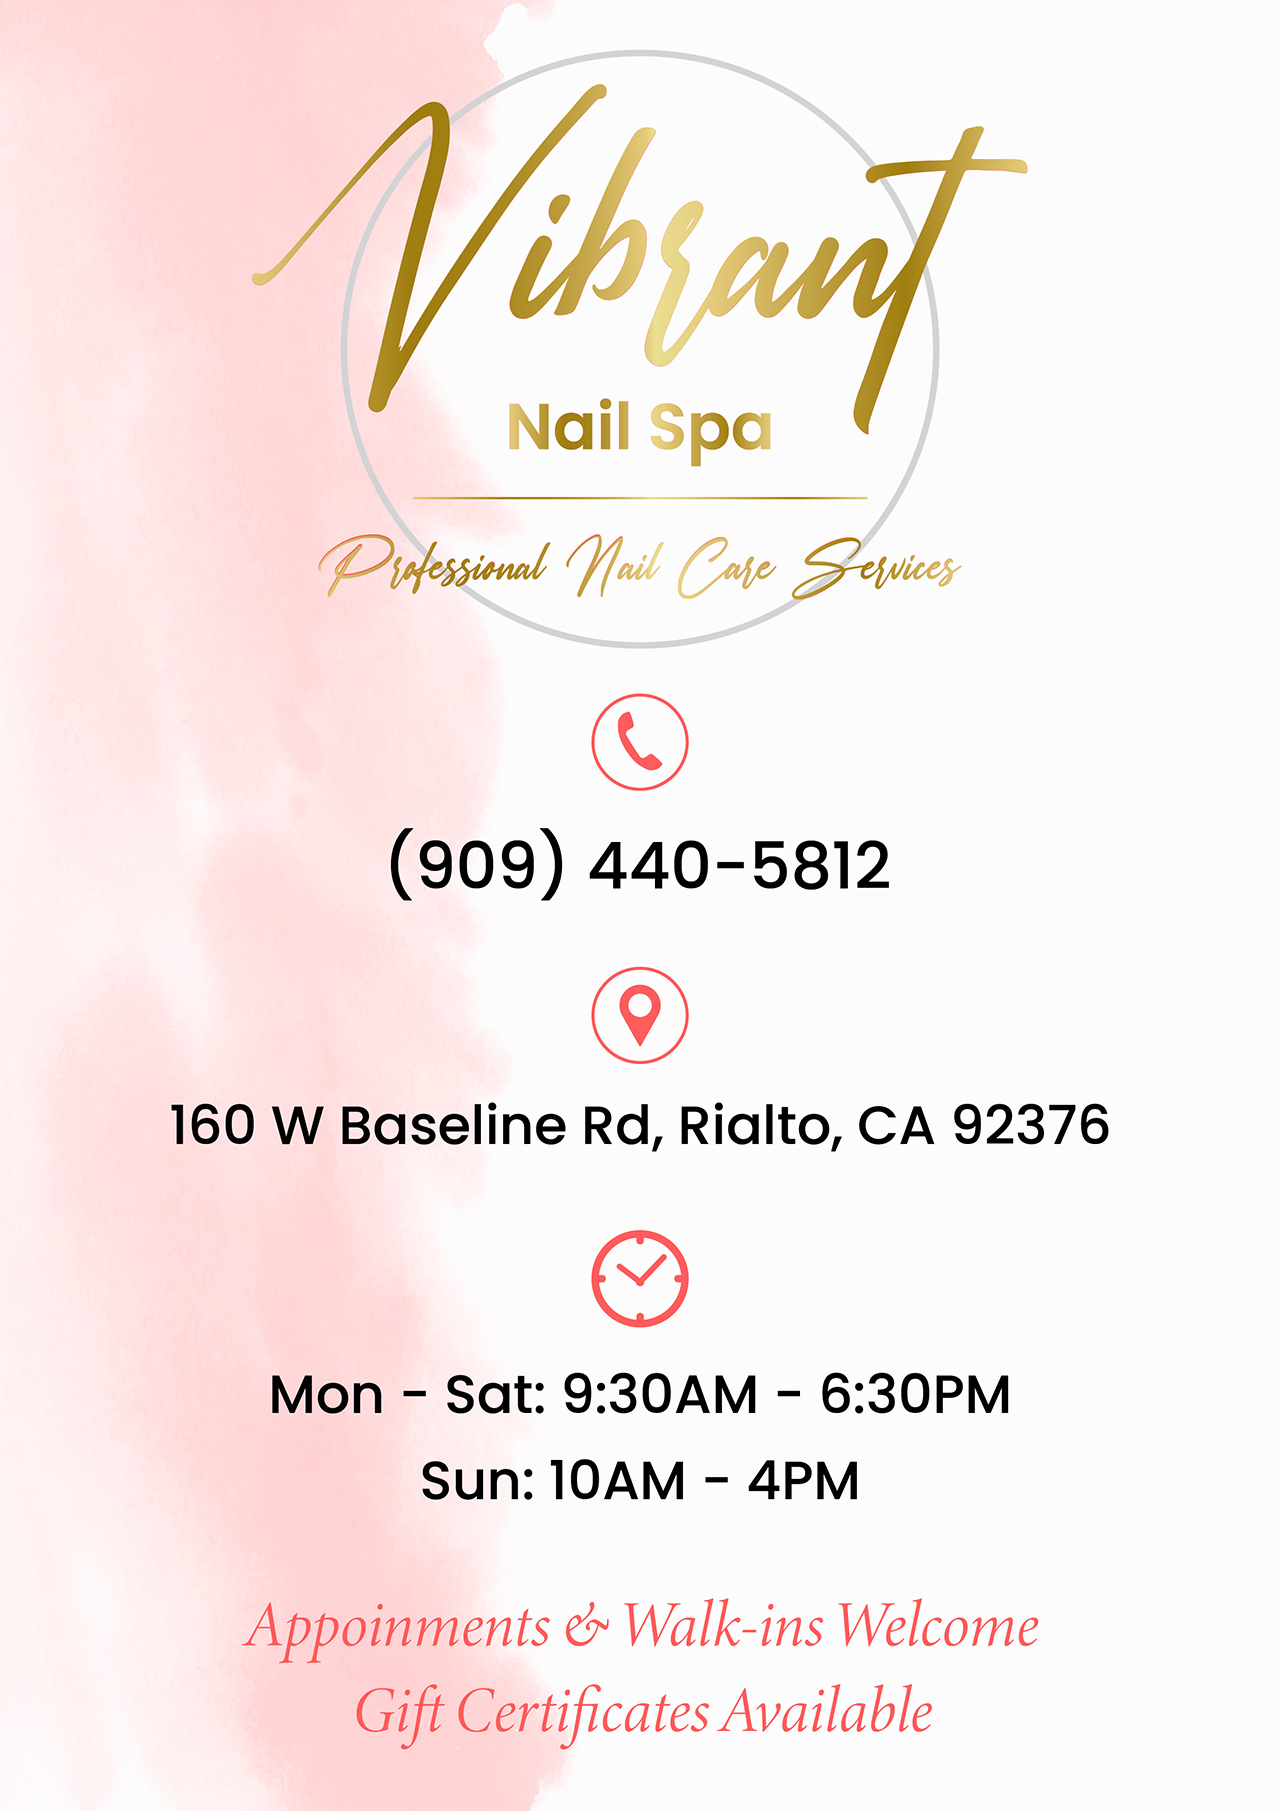 Vibrant
Nail Spa
Professional Nail Care Services
(909) 440-5812
160 W Baseline Rd, Rialto, CA 92376
Mon - Sat: 9:30AM - 6:30PM
Sun: 10AM - 4PM
Appoinments & Walk-ins Welcome
Gift Certificates Available